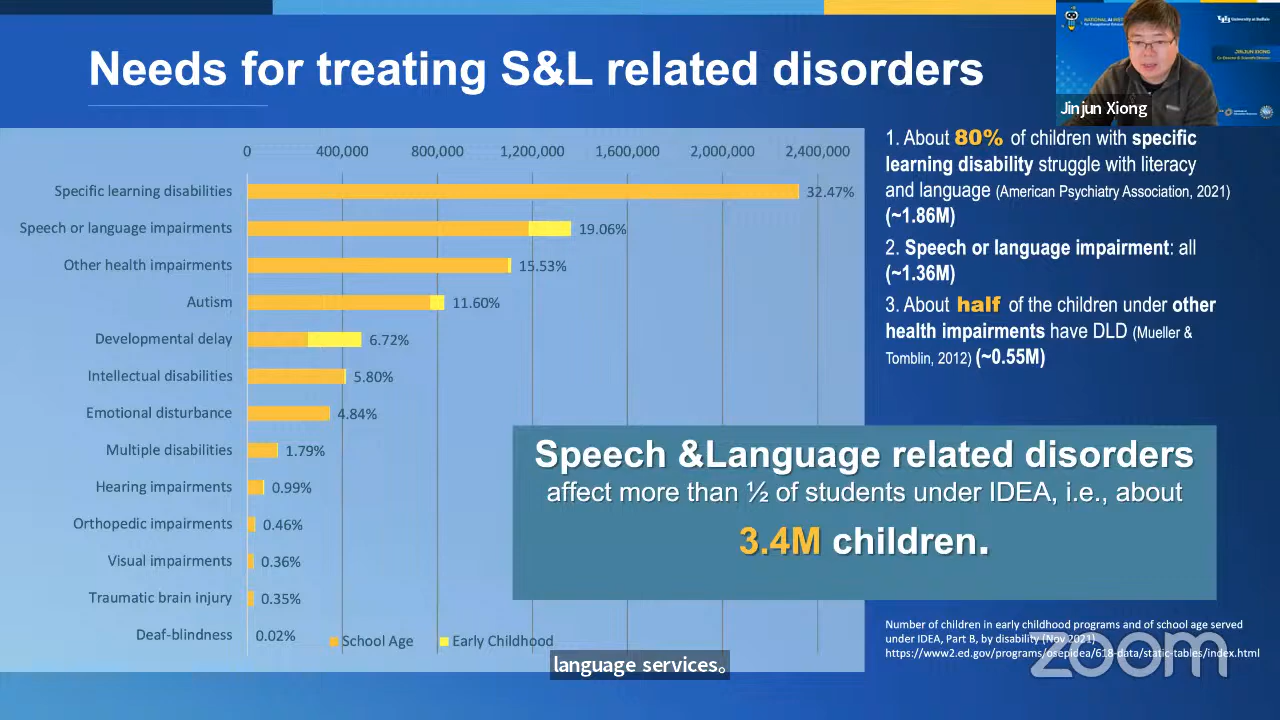 Needs for treating S&L related disorders
NATIONAL AI INSTITUTE
University at Buffalo
JINJUN XIONG
Jinjun Xiong
0 400,000 800,000 1,200,000 1,600,000 2,000,000 2,400,000
Specific learning disabilities 32.47%
Speech or language impairments 19.06%
Other health impairments 15.53%
Autism 11.60%
Developmental delay 6.72%
Intellectual disabilities 5.80%
Emotional disturbance 4.84%
Multiple disabilities 1.79%
Hearing impairments 0.99%
Orthopedic impairments 0.46%
Visual impairments 0.36%
Traumatic brain injury 0.35%
Deaf-blindness 0.02%
School Age Early Childhood
1. About 80% of children with specific
learning disability struggle with literacy
and language (American Psychiatry Association, 2021)
(~1.86M)
2. Speech or language impairment: all
(~1.36M)
3. About half of the children under other
health impairments have DLD (Mueller &
Tomblin, 2012) (~0.55M)
Speech &Language related disorders
affect more than ½ of students under IDEA, i.e., about
3.4M children.
Number of children in early childhood programs and of school age served
under IDEA, Part B, by disability (Nov 2021)
https://www2.ed.gov/programs/osepidea/618-data/static-tables/index.html
zoom
language services。